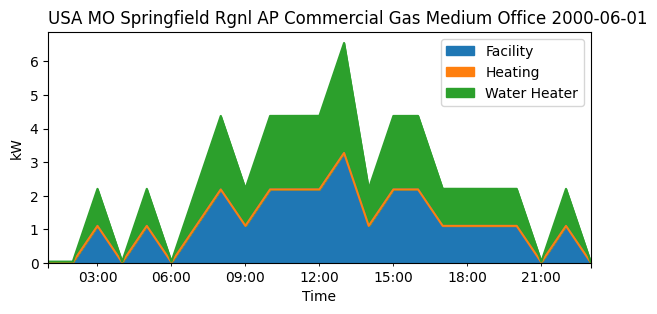 USA MO Springfield Rgnl AP Commercial Gas Medium Office 2000-06-01
Facility
Heating
Water Heater
6
5
4
3
2
1
0
kW
03:00 06:00 09:00 12:00 15:00 18:00 21:00
Time